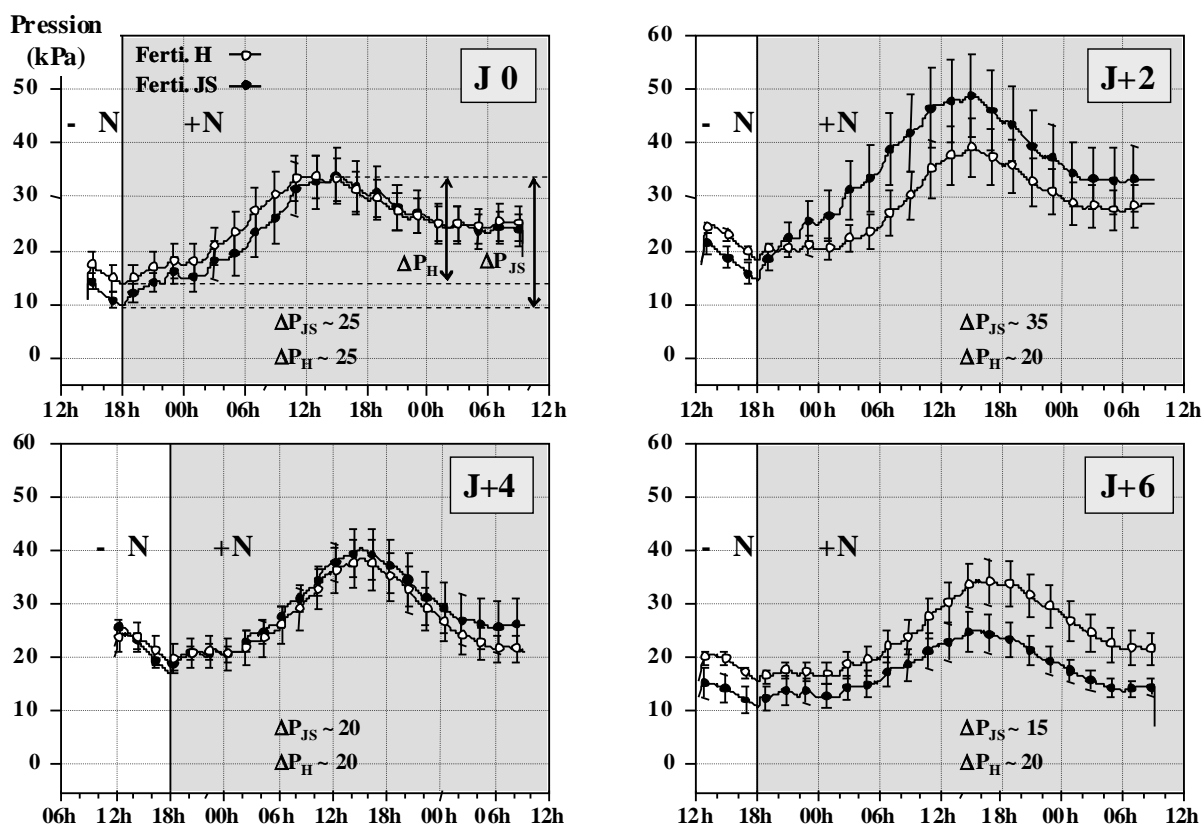 Pression
(kPa)
Ferti. H
Ferti. JS
J 0
- N +N
50
40
30
20
10
0
ΔP_H ΔP_JS
ΔP_JS ~ 25
ΔP_H ~ 25
12h 18h 00h 06h 12h 18h 00h 06h 12h
60
50
40
30
20
10
0
J+2
- N +N
ΔP_JS ~ 35
ΔP_H ~ 20
12h 18h 00h 06h 12h 18h 00h 06h 12h
60
50
40
30
20
10
0
J+4
- N +N
ΔP_JS ~ 20
ΔP_H ~ 20
06h 12h 18h 00h 06h 12h 18h 00h 06h 12h
60
50
40
30
20
10
0
J+6
- N +N
ΔP_JS ~ 15
ΔP_H ~ 20
12h 18h 00h 06h 12h 18h 00h 06h 12h